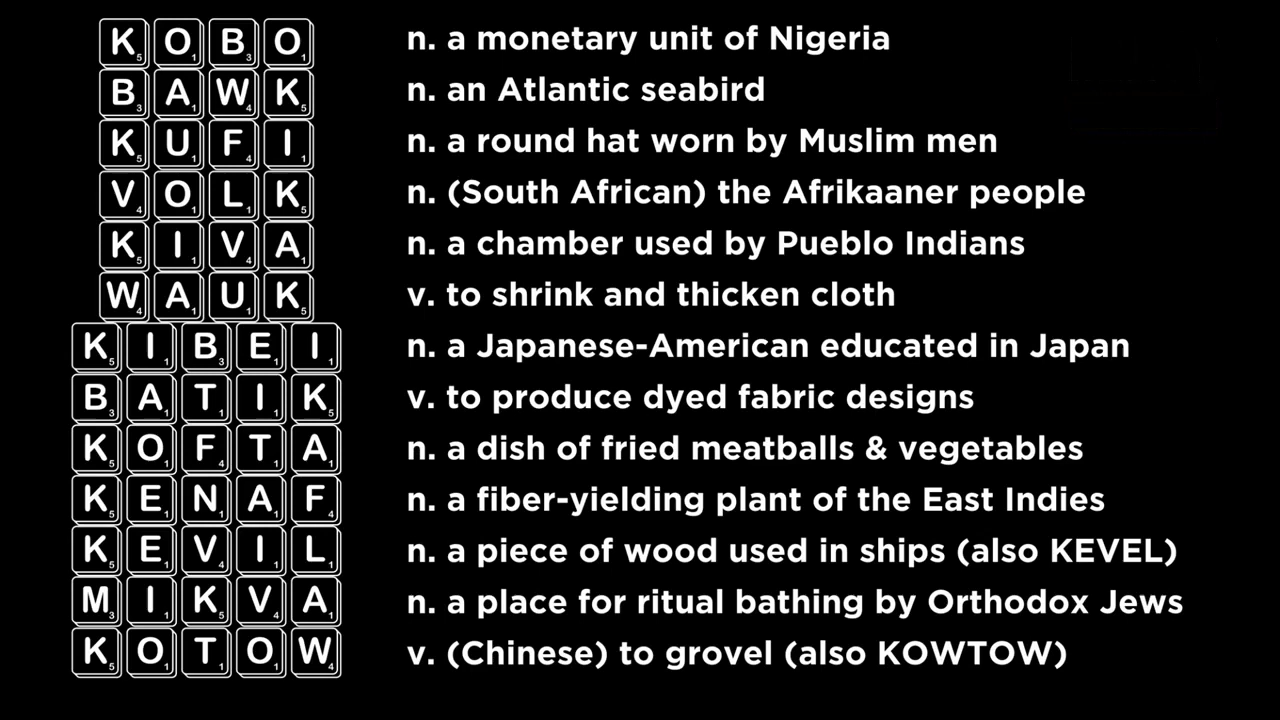 KOBO n. a monetary unit of Nigeria
BAWK n. an Atlantic seabird
KUFI n. a round hat worn by Muslim men
VOLK n. (South African) the Afrikaaner people
KIVA n. a chamber used by Pueblo Indians
WAUK v. to shrink and thicken cloth
KIBEI n. a Japanese-American educated in Japan
BATIK v. to produce dyed fabric designs
KOFTA n. a dish of fried meatballs & vegetables
KENAF n. a fiber-yielding plant of the East Indies
KEVIL n. a piece of wood used in ships (also KEVEL)
MIKVA n. a place for ritual bathing by Orthodox Jews
KOTOW v. (Chinese) to grovel (also KOWTOW)